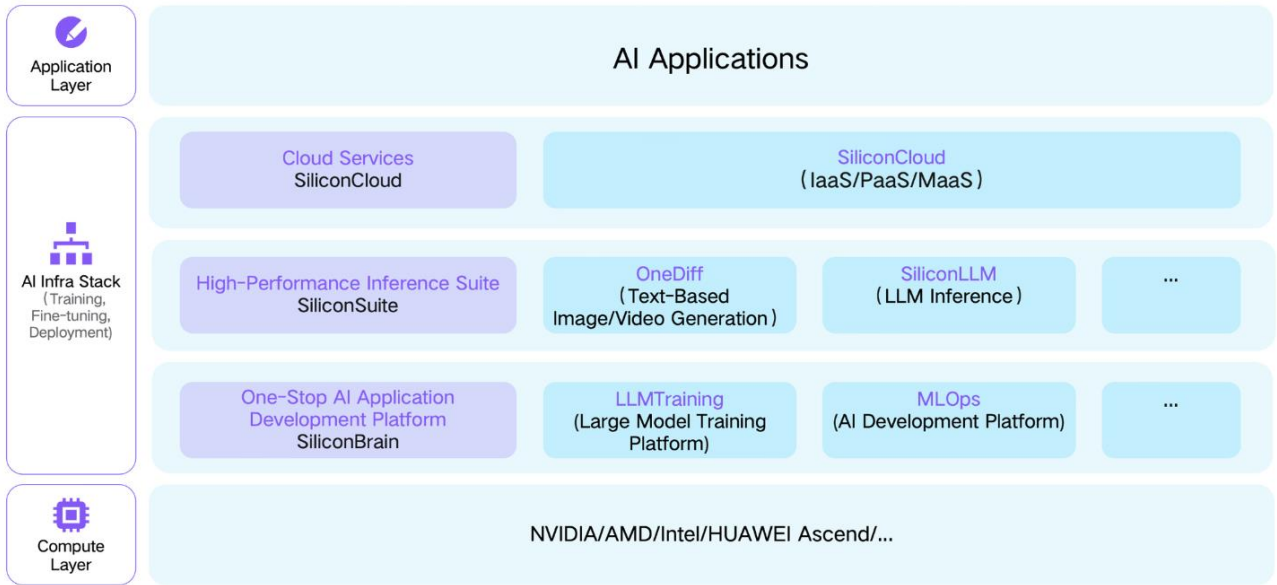 Application
Layer
AI Applications
AI Infra Stack
(Training,
Fine-tuning,
Deployment)
Cloud Services
SiliconCloud
SiliconCloud
(IaaS/PaaS/MaaS)
High-Performance Inference Suite
SiliconSuite
OneDiff
(Text-Based
Image/Video Generation)
SiliconLLM
(LLM Inference)
...
One-Stop AI Application
Development Platform
SiliconBrain
LLMTraining
(Large Model Training
Platform)
MLOps
(AI Development Platform)
...
Compute
Layer
NVIDIA/AMD/Intel/HUAWEI Ascend/...